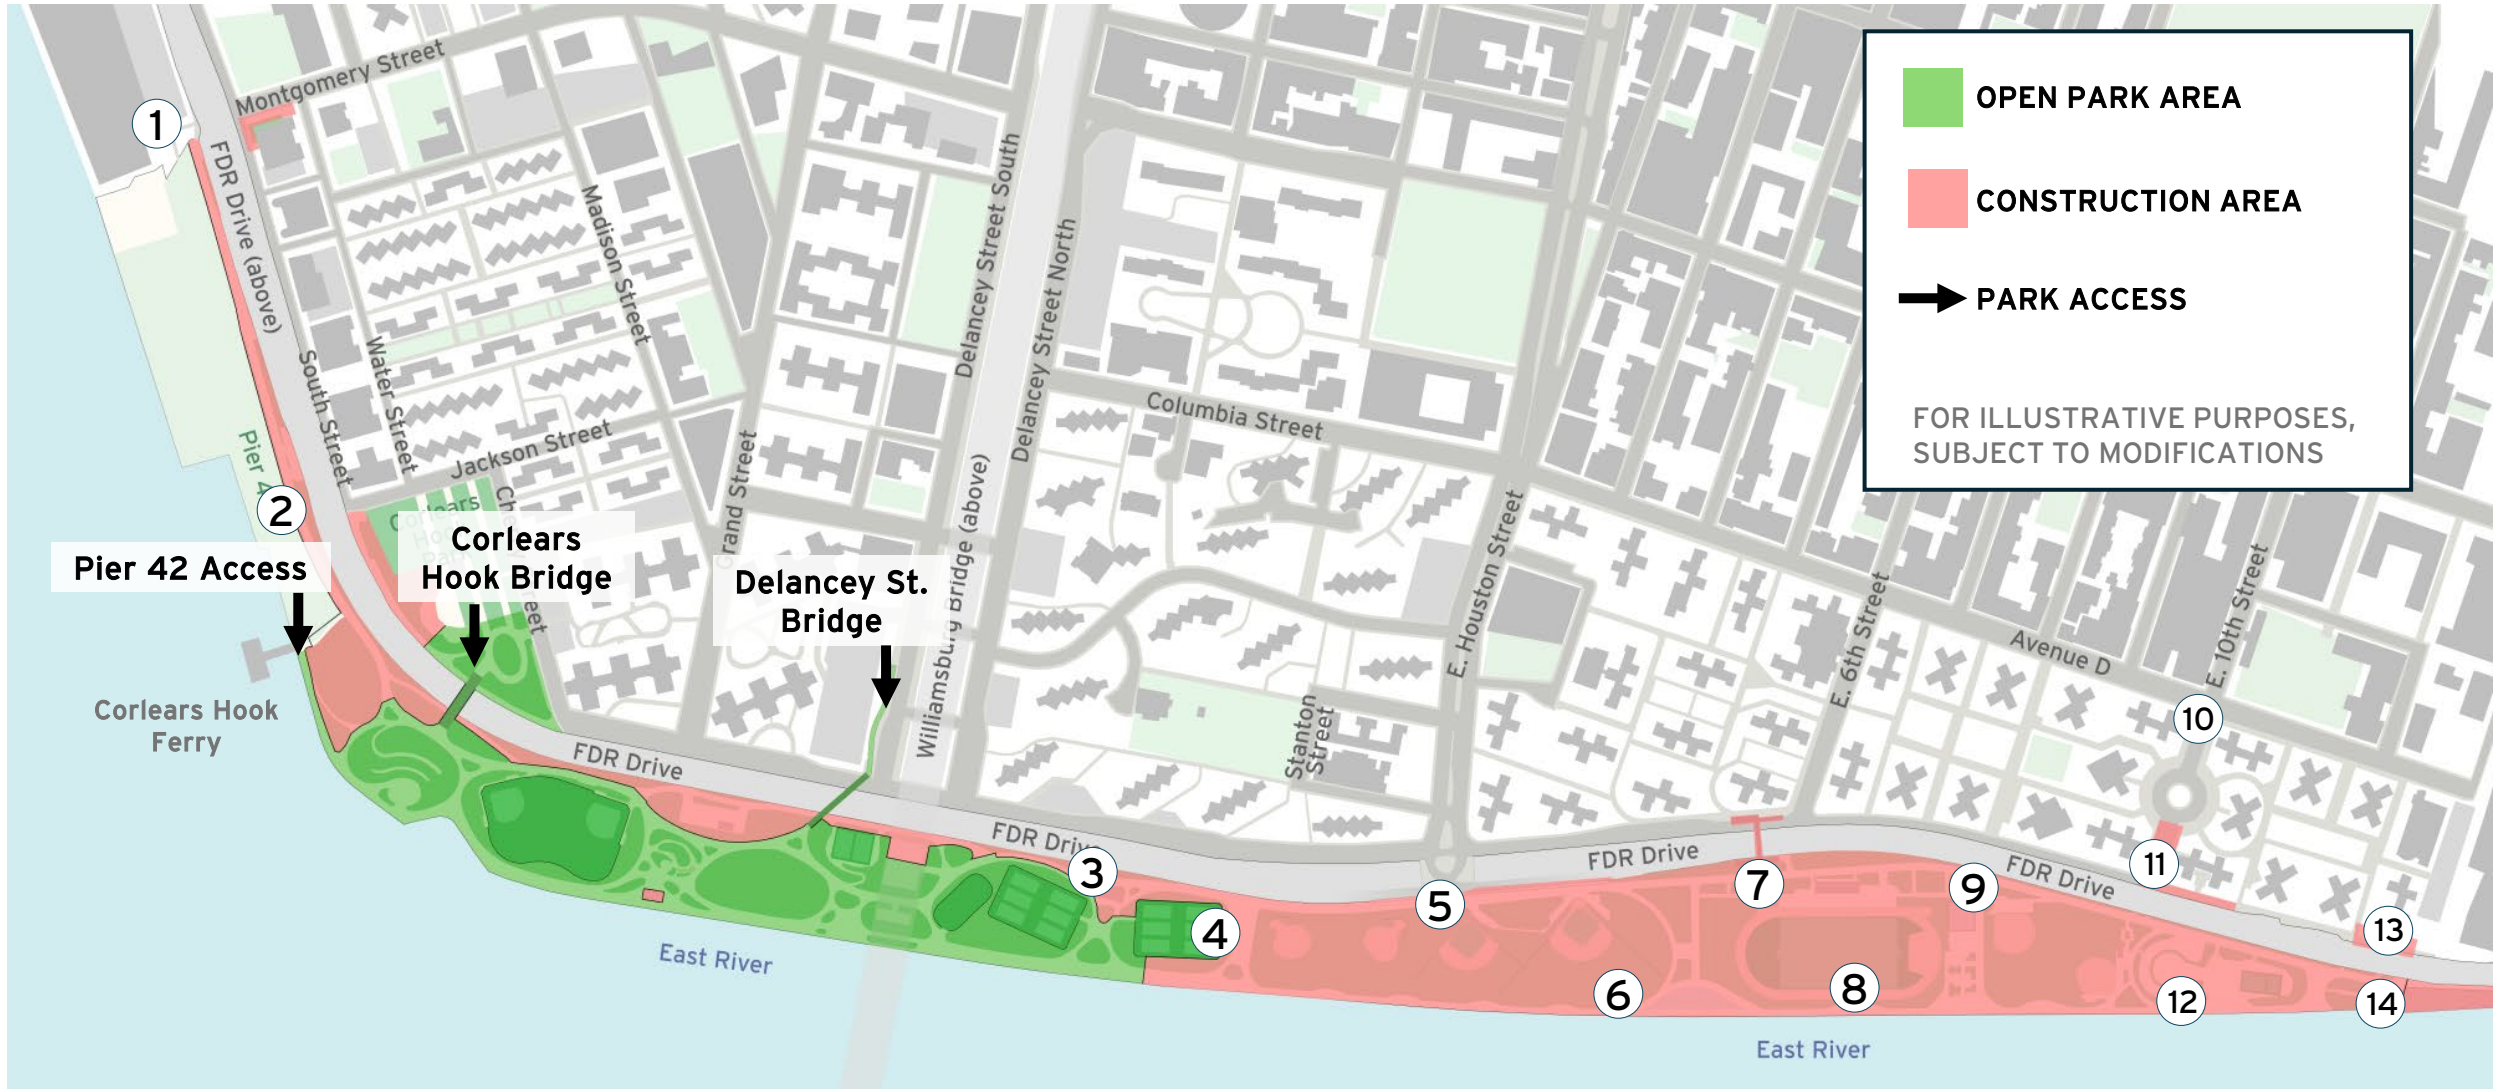 OPEN PARK AREA
CONSTRUCTION AREA
PARK ACCESS
FOR ILLUSTRATIVE PURPOSES,
SUBJECT TO MODIFICATIONS
Montgomery Street
1
FDR Drive (above)
Madison Street
Delancey Street South
Delancey Street North
South Street
Water Street
Columbia Street
Jackson Street
Pier 4
2
Corlears
Pier 42 Access
Corlears
Hook Bridge
Street
Grand Street
Delancey St.
Bridge
Williamsburg Bridge (above)
E. Houston Street
E. 6th Street
Avenue D
E. 10th Street
Corlears Hook
Ferry
Stanton
Street
10
FDR Drive
FDR Drive
3
4
5
FDR Drive
7
9
FDR Drive
11
13
6
8
12
14
East River
East River